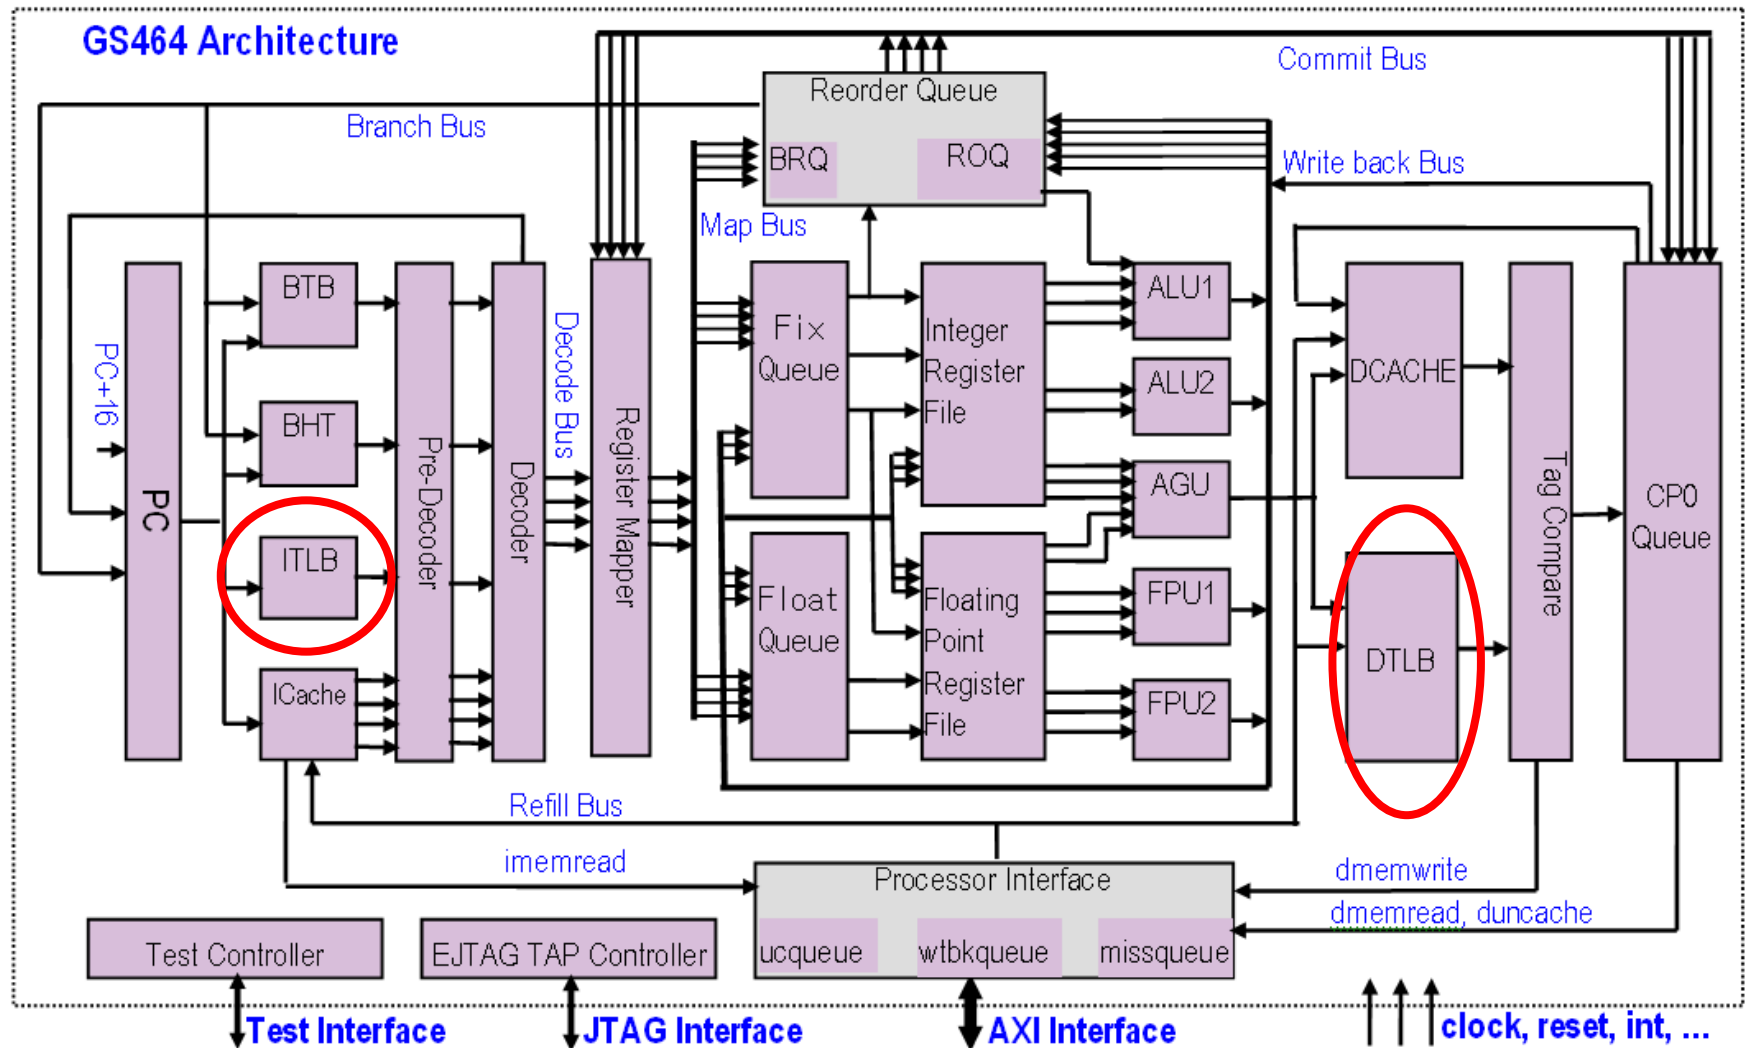 GS464 Architecture
Commit Bus
Reorder Queue
Branch Bus
BRQ
ROQ
Write back Bus
Map Bus
BTB
BHT
ITLB
ICache
PC+16
PC
Pre-Decoder
Decoder
Decode Bus
Register Mapper
Fix
Queue
Float
Queue
Integer
Register
File
Floating
Point
Register
File
ALU1
ALU2
AGU
FPU1
FPU2
DCACHE
DTLB
Tag Compare
CP0
Queue
Refill Bus
imemread
Processor Interface
ucqueue
wtbkqueue
missqueue
dmemwrite
dmemread, duncache
Test Controller
EJTAG TAP Controller
Test Interface
JTAG Interface
AXI Interface
clock, reset, int, ...